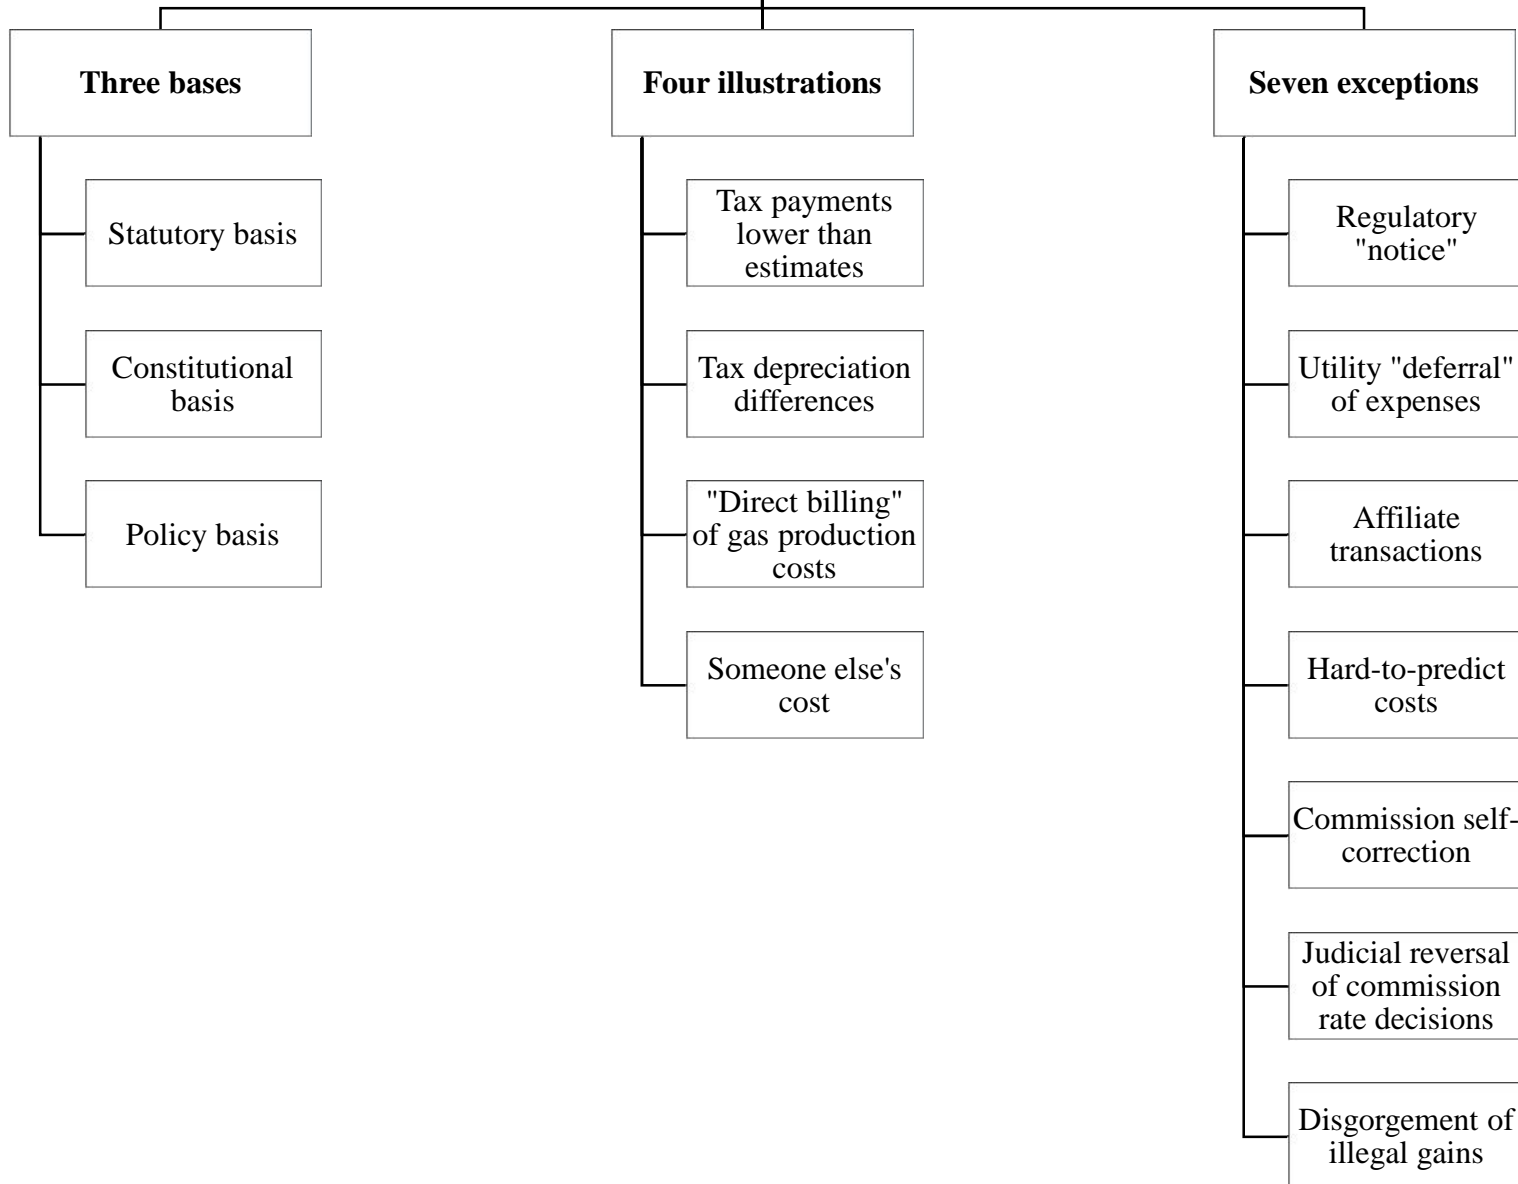 Three bases
Statutory basis
Constitutional
basis
Policy basis
Four illustrations
Tax payments
lower than
estimates
Tax depreciation
differences
"Direct billing"
of gas production
costs
Someone else's
cost
Seven exceptions
Regulatory
"notice"
Utility "deferral"
of expenses
Affiliate
transactions
Hard-to-predict
costs
Commission self-
correction
Judicial reversal
of commission
rate decisions
Disgorgement of
illegal gains